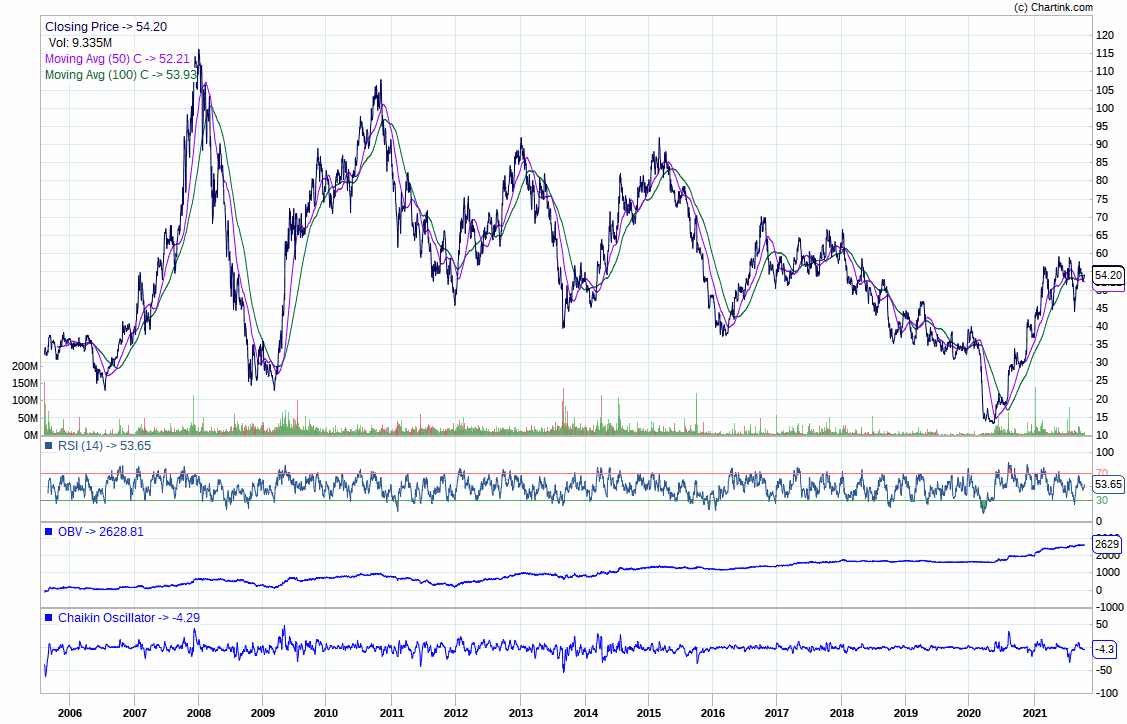 (c) Chartink.com
Closing Price -> 54.20
Vol: 9.335M
Moving Avg (50) C -> 52.21
Moving Avg (100) C -> 53.93
120
115
110
105
100
95
90
85
80
75
70
65
60
54.20
50
45
40
35
30
25
20
15
10
200M
150M
100M
50M
0M
RSI (14) -> 53.65
100
70
53.65
30
0
OBV -> 2628.81
2629
2000
1000
0
-1000
Chaikin Oscillator -> -4.29
50
-4.3
-50
-100
2006 2007 2008 2009 2010 2011 2012 2013 2014 2015 2016 2017 2018 2019 2020 2021